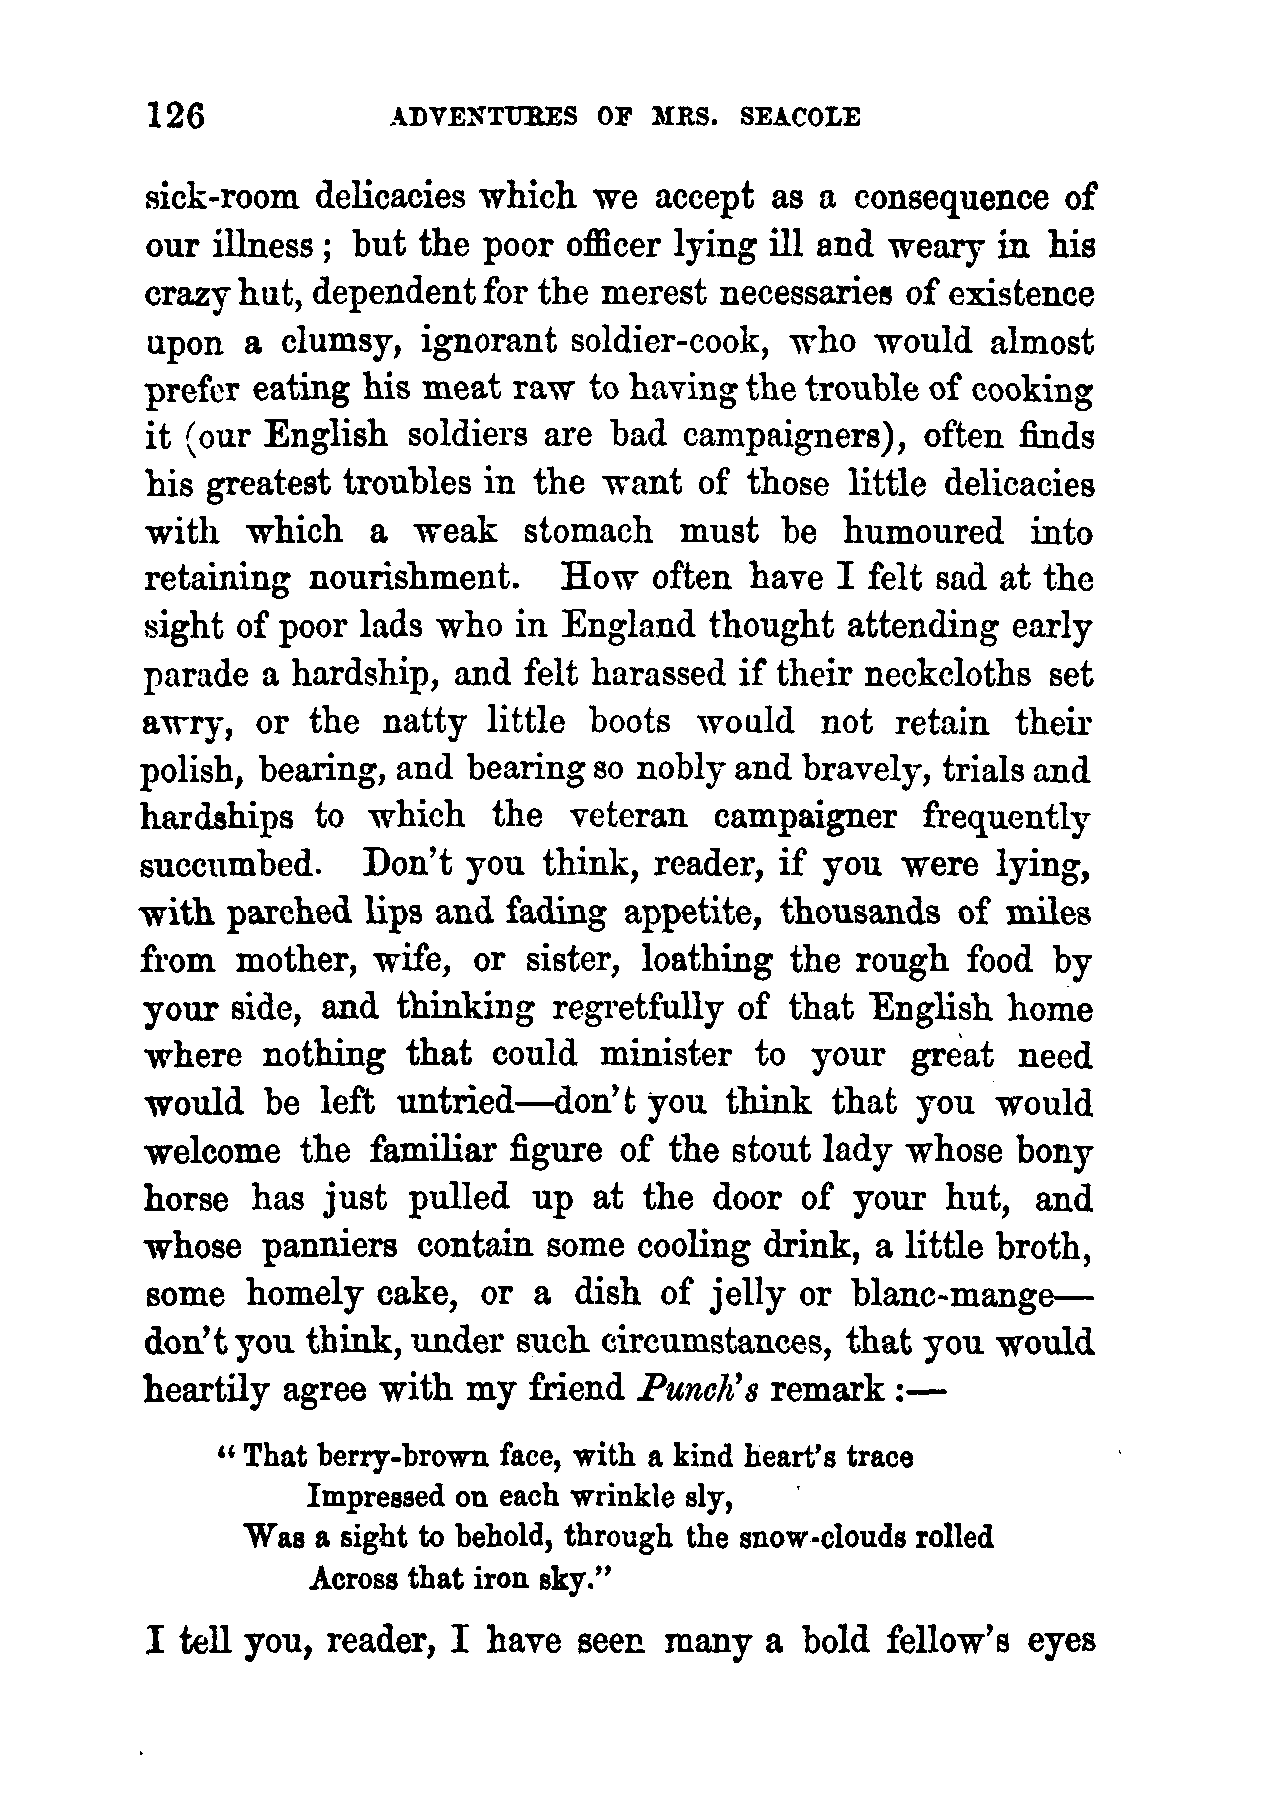 126 ADVENTURES OF MRS. SEACOLE
sick-room delicacies which we accept as a consequence of
our illness ; but the poor officer lying ill and weary in his
crazy hut, dependent for the merest necessaries of existence
upon a clumsy, ignorant soldier-cook, who would almost
prefer eating his meat raw to having the trouble of cooking
it (our English soldiers are bad campaigners), often finds
his greatest troubles in the want of those little delicacies
with which a weak stomach must be humoured into
retaining nourishment. How often have I felt sad at the
sight of poor lads who in England thought attending early
parade a hardship, and felt harassed if their neckcloths set
awry, or the natty little boots would not retain their
polish, bearing, and bearing so nobly and bravely, trials and
hardships to which the veteran campaigner frequently
succumbed. Don't you think, reader, if you were lying,
with parched lips and fading appetite, thousands of miles
from mother, wife, or sister, loathing the rough food by
your side, and thinking regretfully of that English home
where nothing that could minister to your great need
would be left untried—don't you think that you would
welcome the familiar figure of the stout lady whose bony
horse has just pulled up at the door of your hut, and
whose panniers contain some cooling drink, a little broth,
some homely cake, or a dish of jelly or blanc-mange—
don't you think, under such circumstances, that you would
heartily agree with my friend Punch's remark :—
"That berry-brown face, with a kind heart's trace
Impressed on each wrinkle sly,
Was a sight to behold, through the snow-clouds rolled
Across that iron sky."
I tell you, reader, I have seen many a bold fellow's eyes